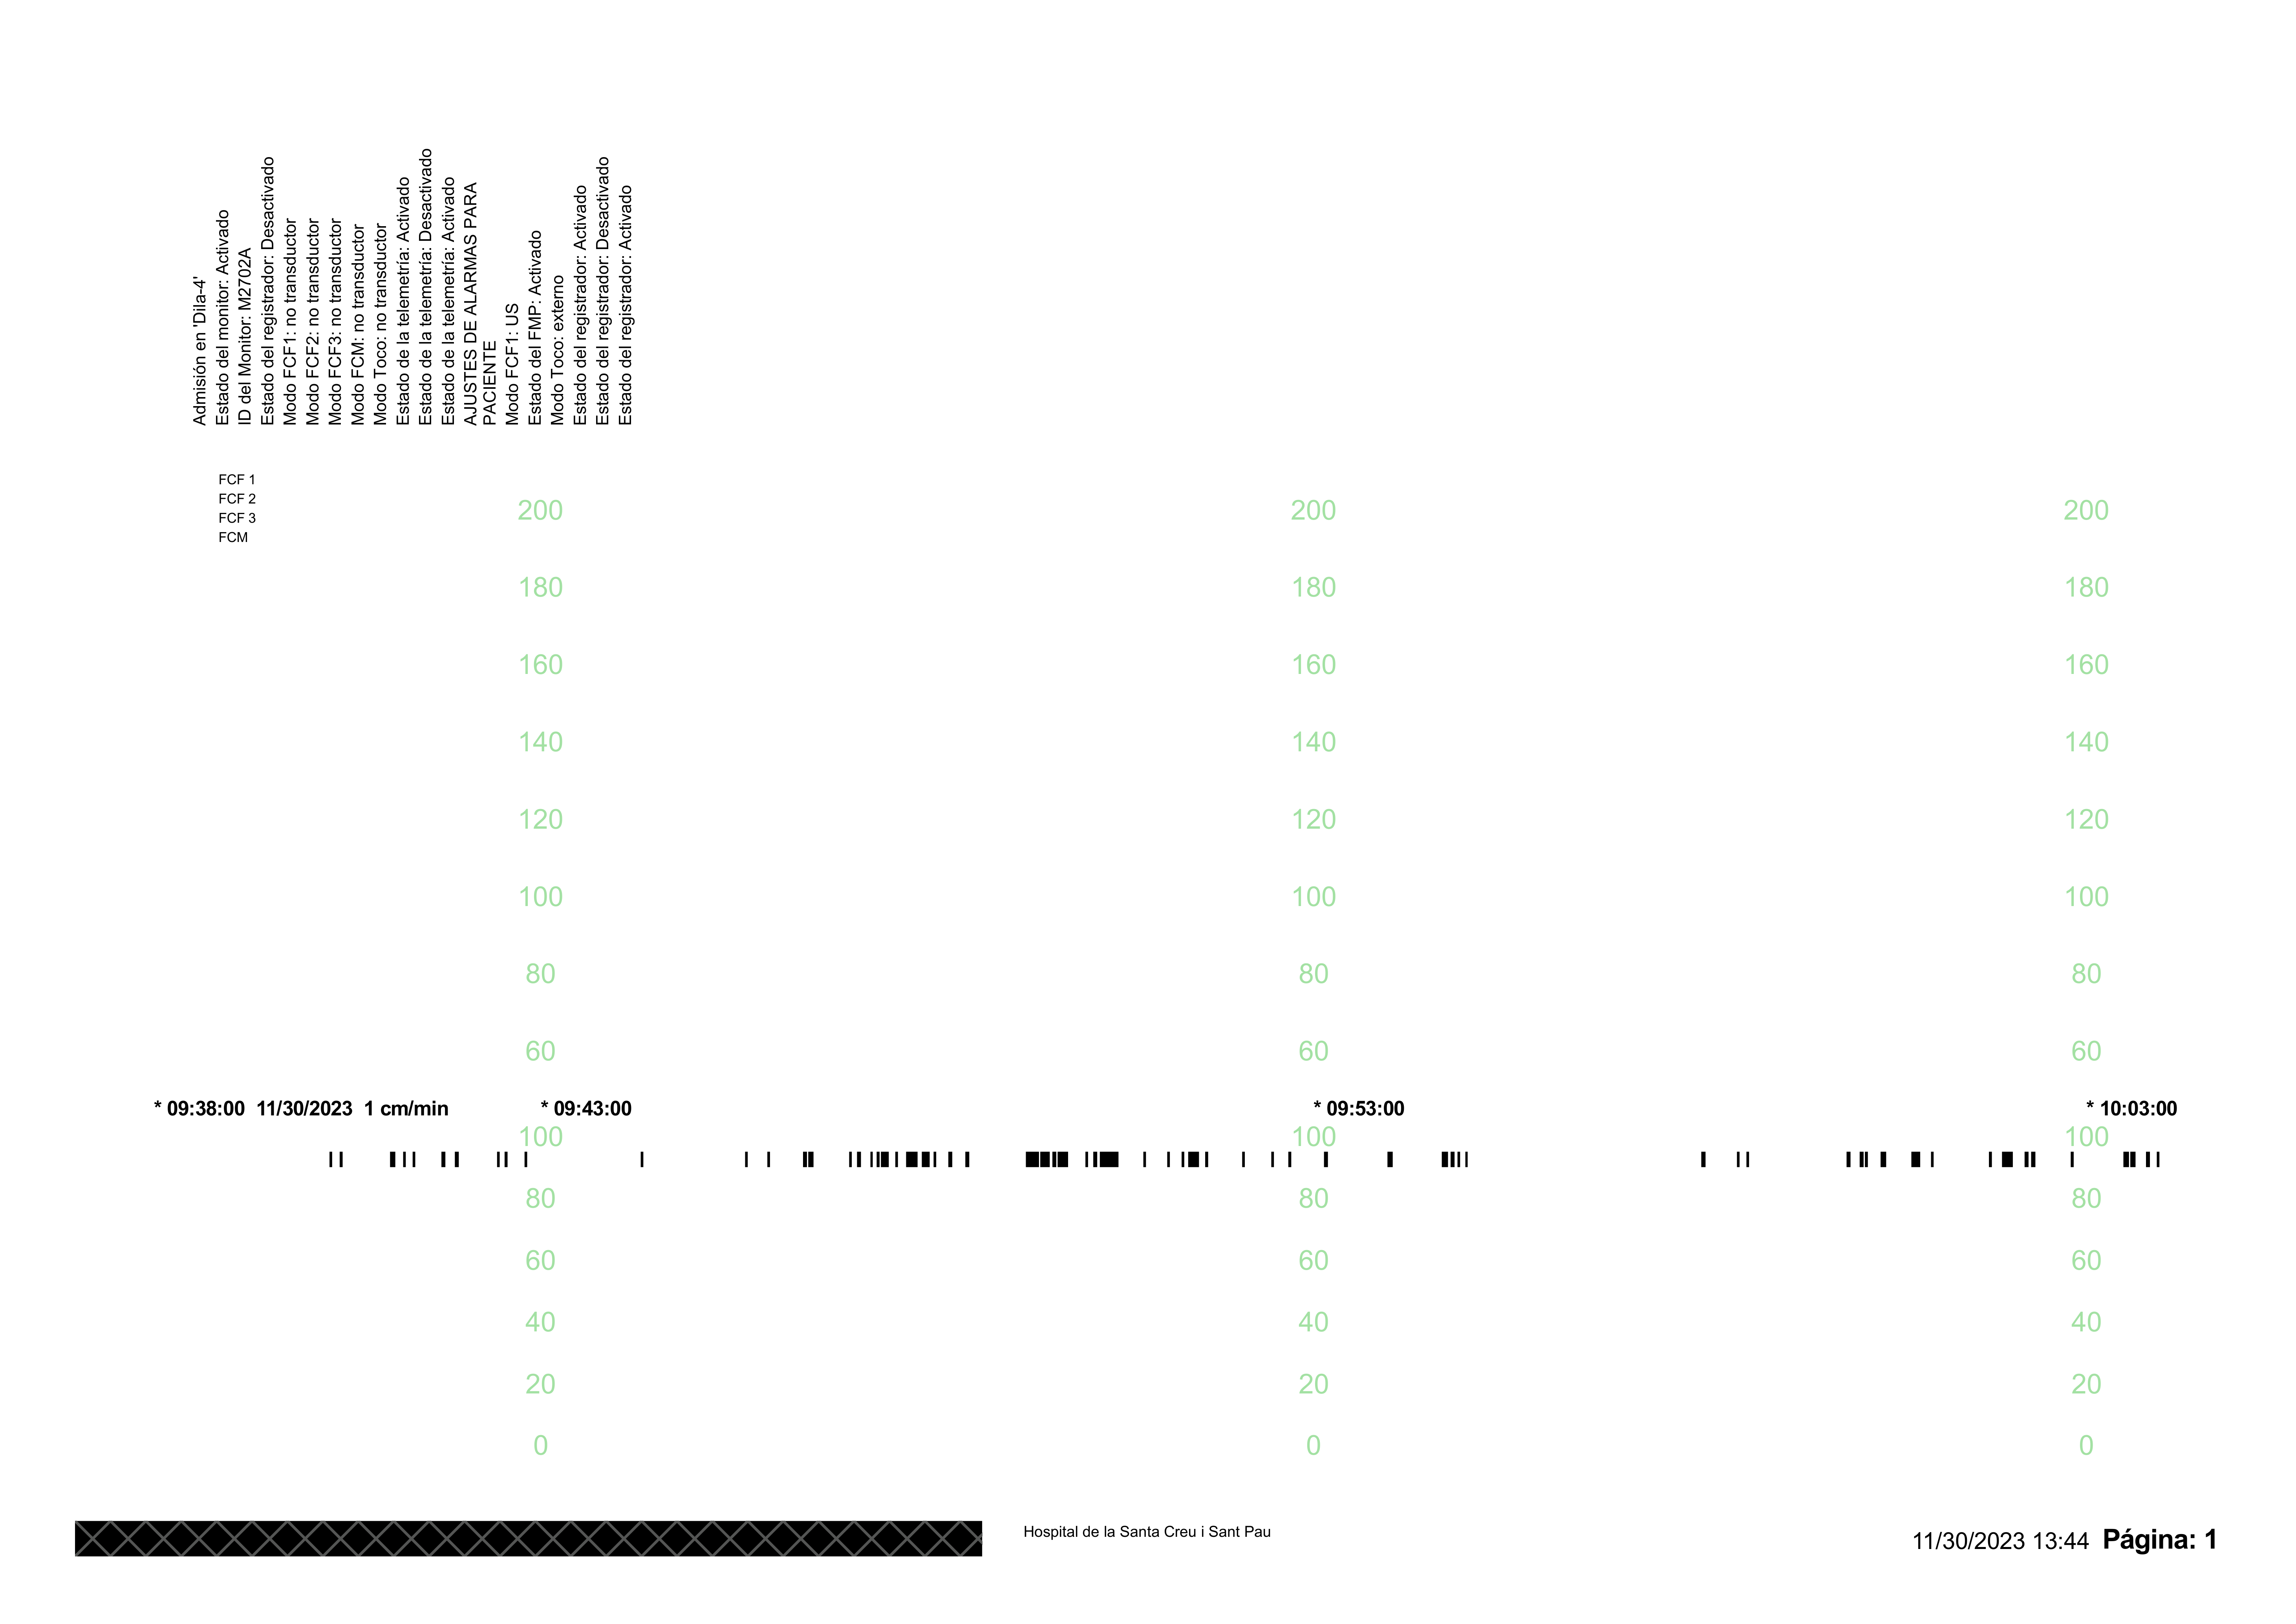 Admisión en 'Dila-4'
Estado del monitor: Activado
ID del Monitor: M2702A
Estado del registrador: Desactivado
Modo FCF1: no transductor
Modo FCF2: no transductor
Modo FCF3: no transductor
Modo FCM: no transductor
Modo Toco: no transductor
Estado de la telemetría: Activado
Estado de la telemetría: Desactivado
Estado de la telemetría: Activado
AJUSTES DE ALARMAS PARA
PACIENTE
Modo FCF1: US
Estado del FMP: Activado
Modo Toco: externo
Estado del registrador: Activado
Estado del registrador: Desactivado
Estado del registrador: Activado
FCF 1
FCF 2
FCF 3
FCM
200 200 200
180 180 180
160 160 160
140 140 140
120 120 120
100 100 100
80 80 80
60 60 60
* 09:38:00 11/30/2023 1 cm/min * 09:43:00 * 09:53:00 * 10:03:00
100 100 100
80 80 80
60 60 60
40 40 40
20 20 20
0 0 0
Hospital de la Santa Creu i Sant Pau
11/30/2023 13:44 Página: 1